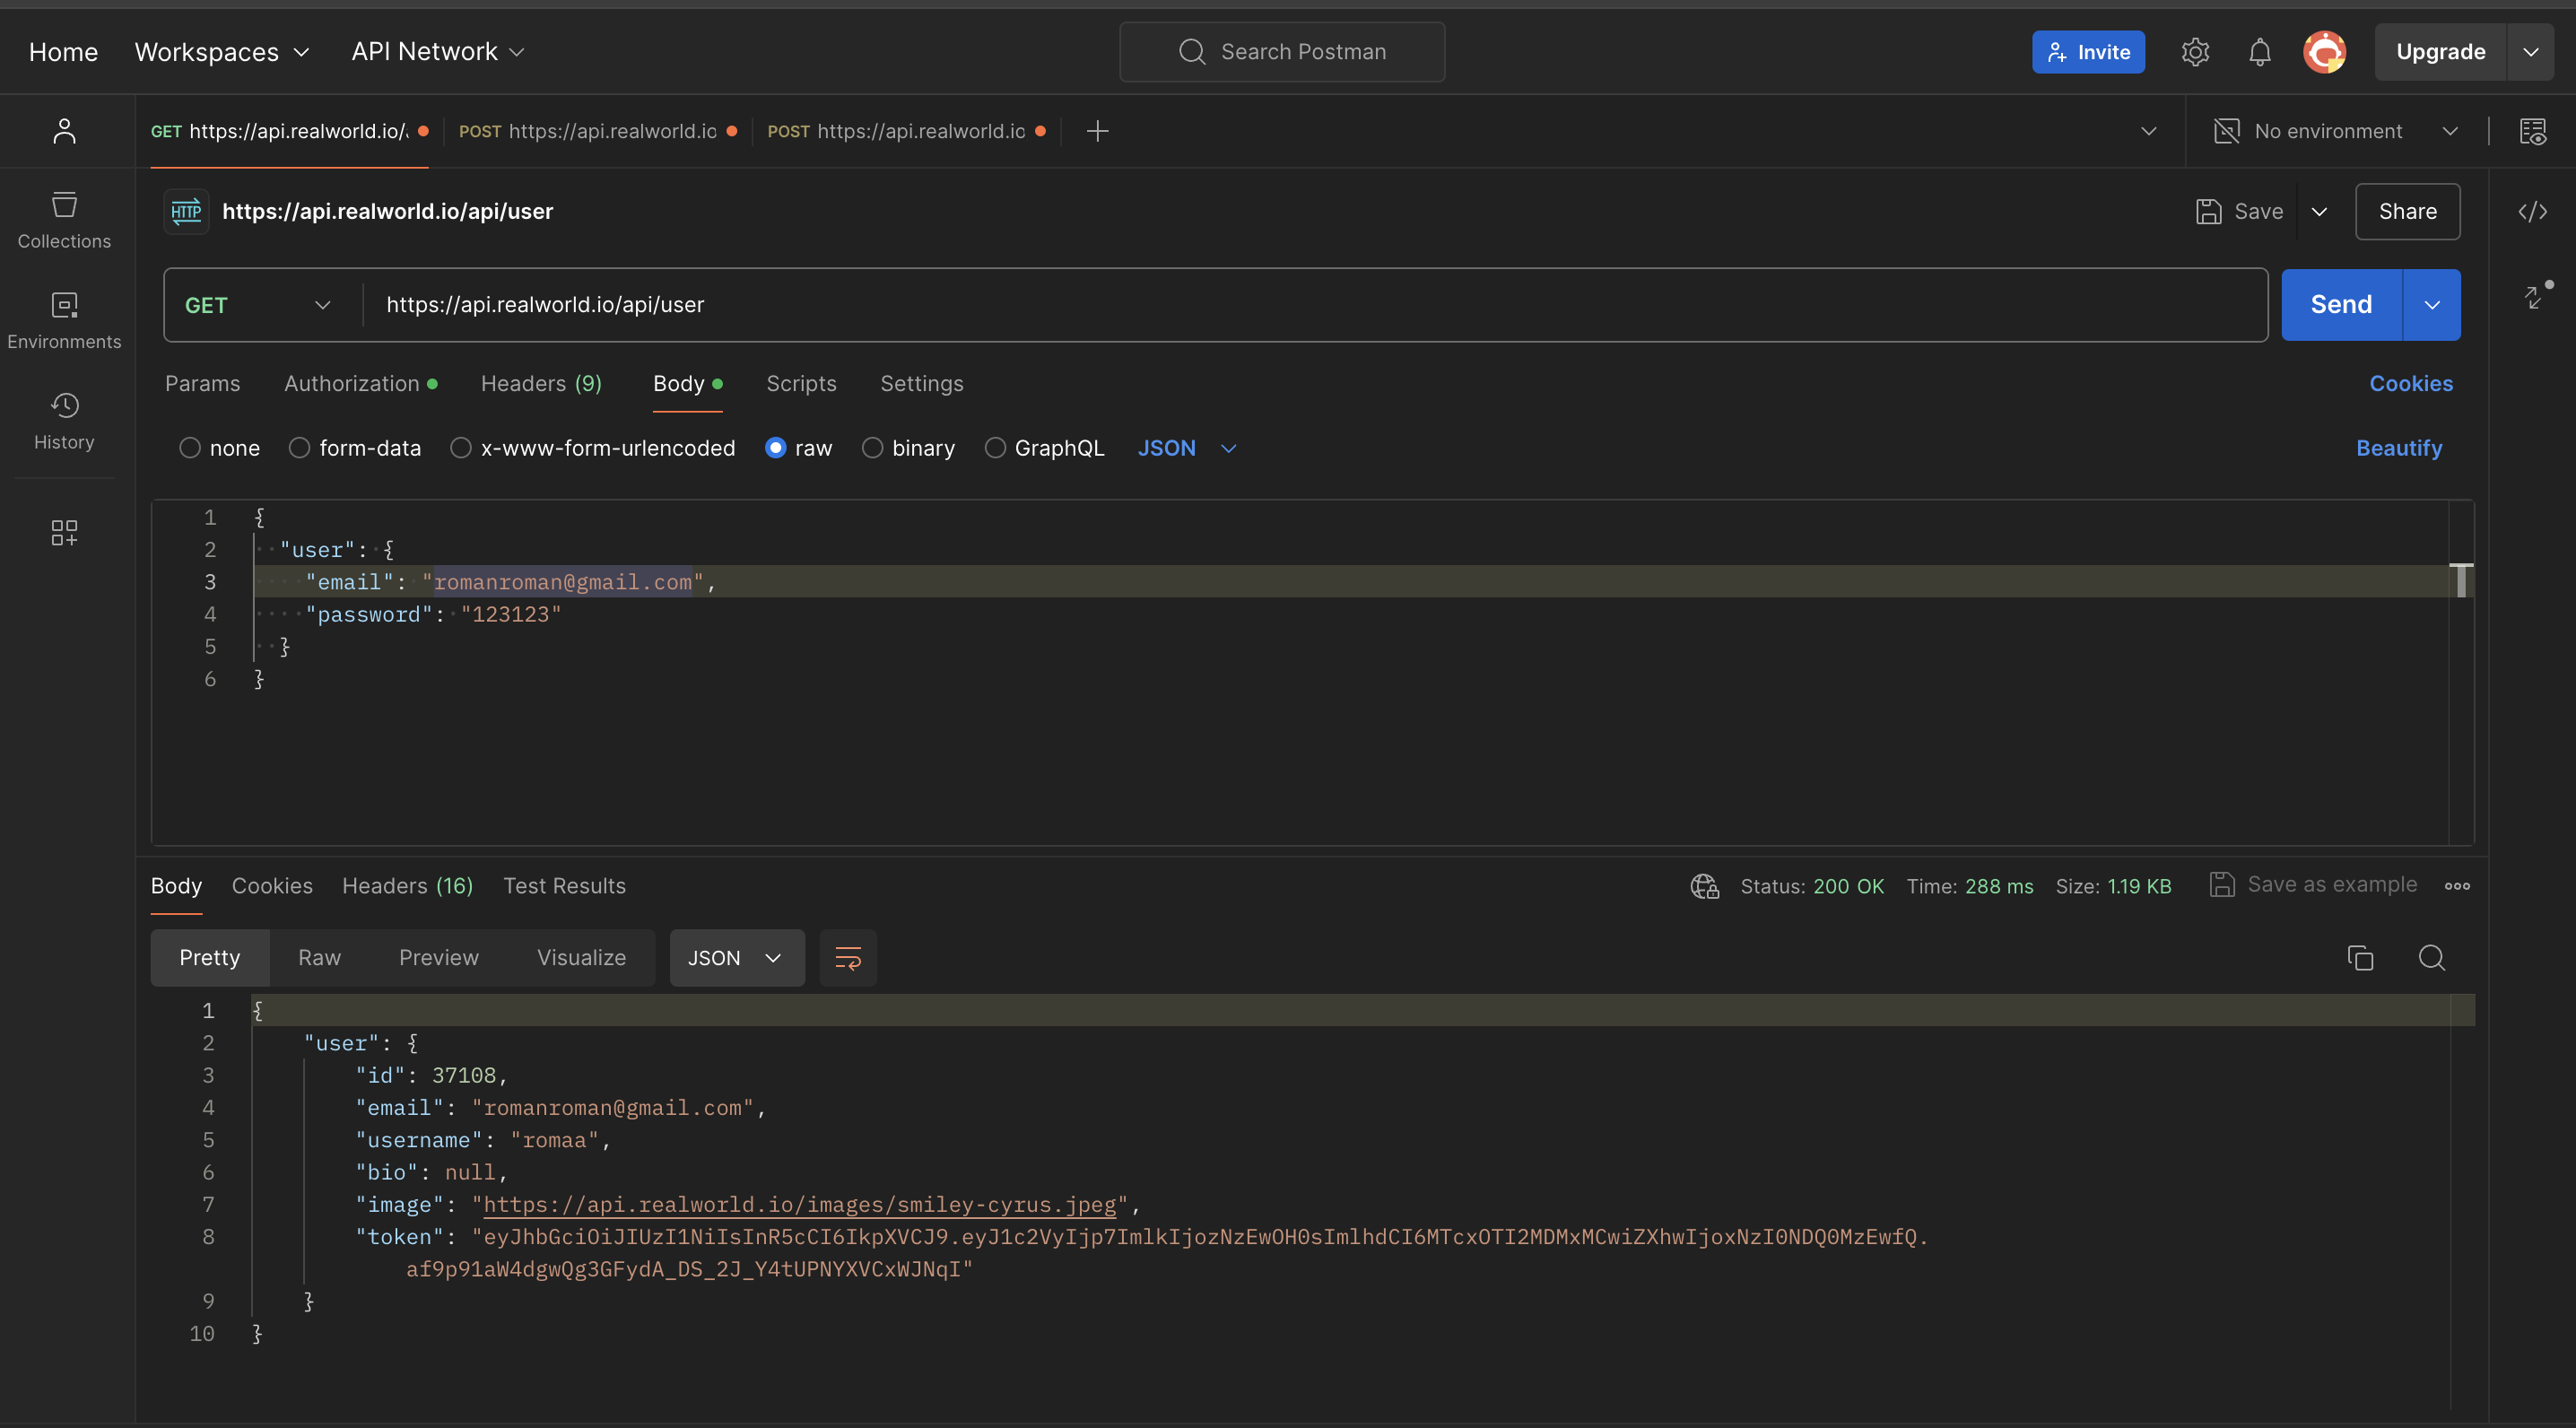 Home Workspaces API Network Search Postman Invite Upgrade
GET https://api.realworld.io/. POST https://api.realworld.io POST https://api.realworld.io No environment
HTTP https://api.realworld.io/api/user Save Share
Collections
Environments
History
GET https://api.realworld.io/api/user Send
Params Authorization Headers (9) Body Scripts Settings Cookies
none form-data x-www-form-urlencoded raw binary GraphQL JSON Beautify
1 {
2 "user": {
3 "email": "romanroman@gmail.com",
4 "password": "123123"
5 }
6 }
Body Cookies Headers (16) Test Results Status: 200 OK Time: 288 ms Size: 1.19 KB Save as example
Pretty Raw Preview Visualize JSON
1 {
2 "user": {
3 "id": 37108,
4 "email": "romanroman@gmail.com",
5 "username": "romaa",
6 "bio": null,
7 "image": "https://api.realworld.io/images/smiley-cyrus.jpeg",
8 "token": "eyJhbGciOiJIUzI1NiIsInR5cCI6IkpXVCJ9.eyJ1c2VyIjp7ImlkIjozNzEwOH0sImlhdCI6MTcxOTI2MDMxMCwiZXhwIjoxNzI0NDQ0MzEwfQ.
af9p91aW4dgwQg3GFydA_DS_2J_Y4tUPNYXVCxWJNqI"
9 }
10 }